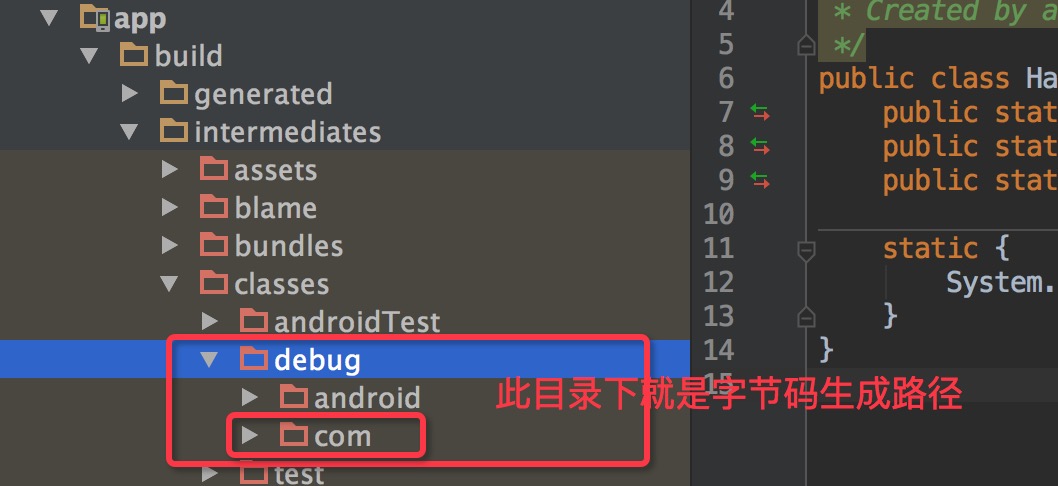 app
build
generated
intermediates
assets
blame
bundles
classes
androidTest
debug
android
com
test
4 * Created by a
5 */
6 public class Ha
7 public stat
8 public stat
9 public stat
10
11 static {
12 System.
13 }
14 }
15
此目录下就是字节码生成路径